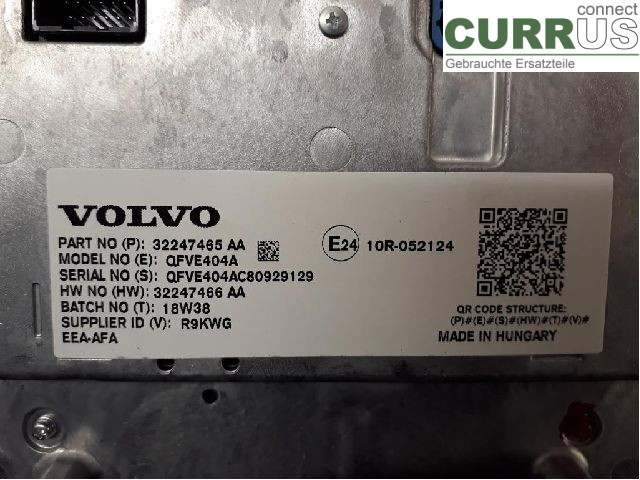 connect
CURRUS
Gebrauchte Ersatzteile
VOLVO
PART NO (P): 32247465 AA
MODEL NO (E): QFVE404A
SERIAL NO (S): QFVE404AC80929129
HW NO (HW): 32247466 AA
BATCH NO (T): 18W38
SUPPLIER ID (V): R9KWG
EEA-AFA
E24 10R-052124
QR CODE STRUCTURE:
(P)#(E)#(S)#(HW)#(T)#(V)#
MADE IN HUNGARY